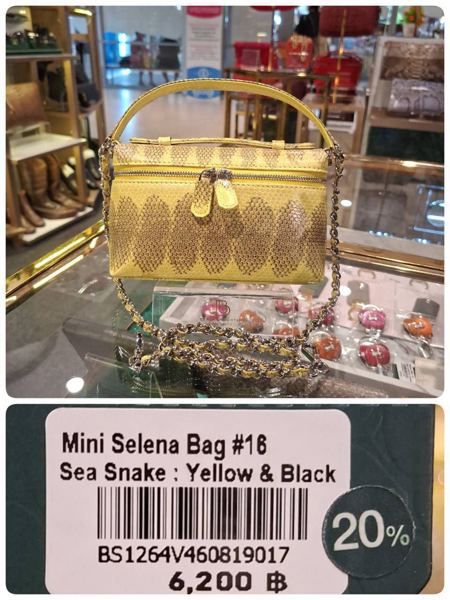 Mini Selena Bag #16
Sea Snake : Yellow & Black
BS1264V460819017
6,200 ฿
20%